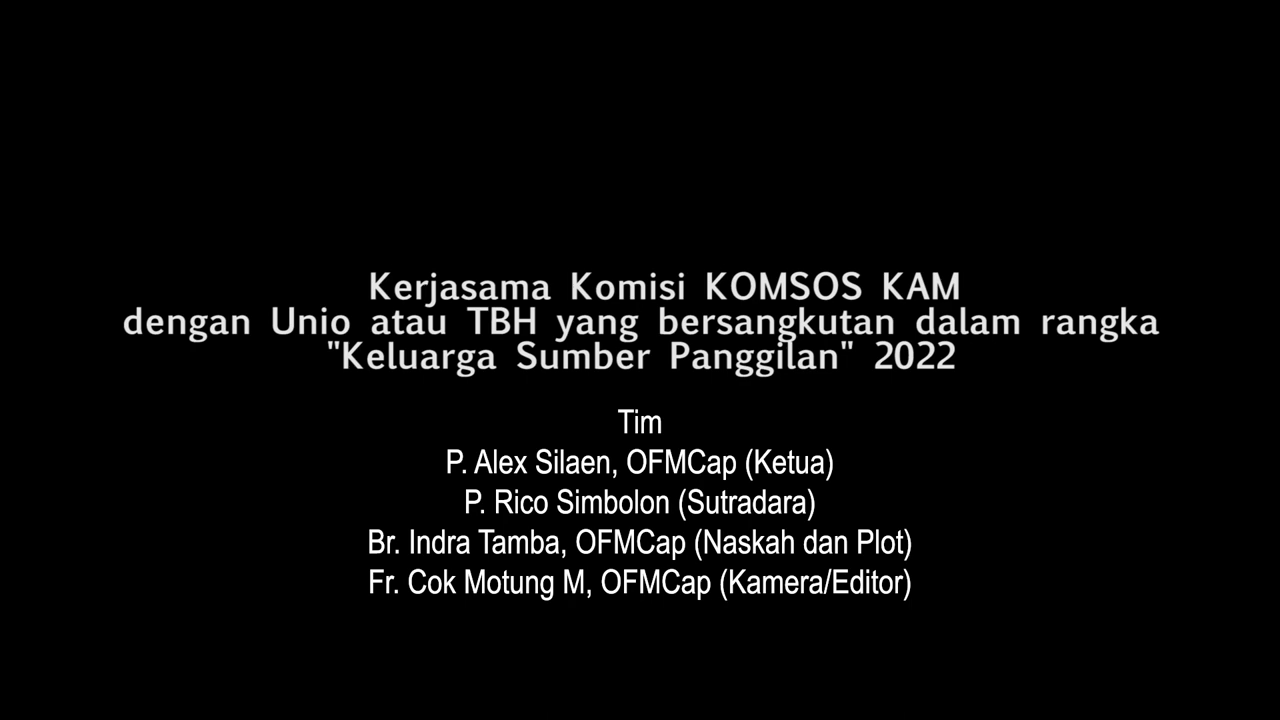 Kerjasama Komisi KOMSOS KAM
dengan Unio atau TBH yang bersangkutan dalam rangka
"Keluarga Sumber Panggilan" 2022
Tim
P. Alex Silaen, OFMCap (Ketua)
P. Rico Simbolon (Sutradara)
Br. Indra Tamba, OFMCap (Naskah dan Plot)
Fr. Cok Motung M, OFMCap (Kamera/Editor)